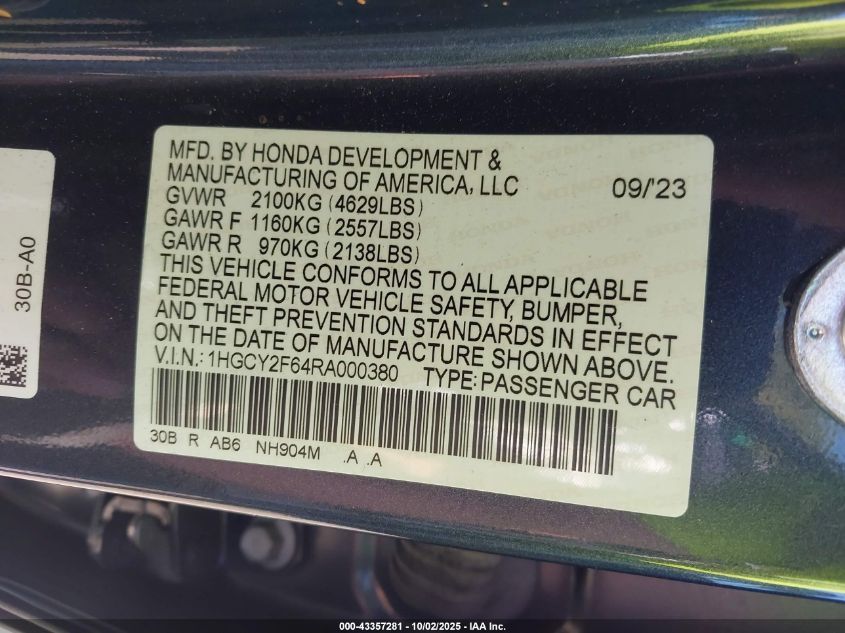 MFD. BY HONDA DEVELOPMENT &
MANUFACTURING OF AMERICA, LLC 09/'23
GVWR 2100KG (4629LBS)
GAWR F 1160KG (2557LBS)
GAWR R 970KG (2138LBS)
THIS VEHICLE CONFORMS TO ALL APPLICABLE
FEDERAL MOTOR VEHICLE SAFETY, BUMPER,
AND THEFT PREVENTION STANDARDS IN EFFECT
ON THE DATE OF MANUFACTURE SHOWN ABOVE.
V.I.N.: 1HGCY2F64RA000380 TYPE: PASSENGER CAR
30B R AB6 NH904M .A .A
30B-A0
000-43357281 - 10/02/2025 - IAA Inc.